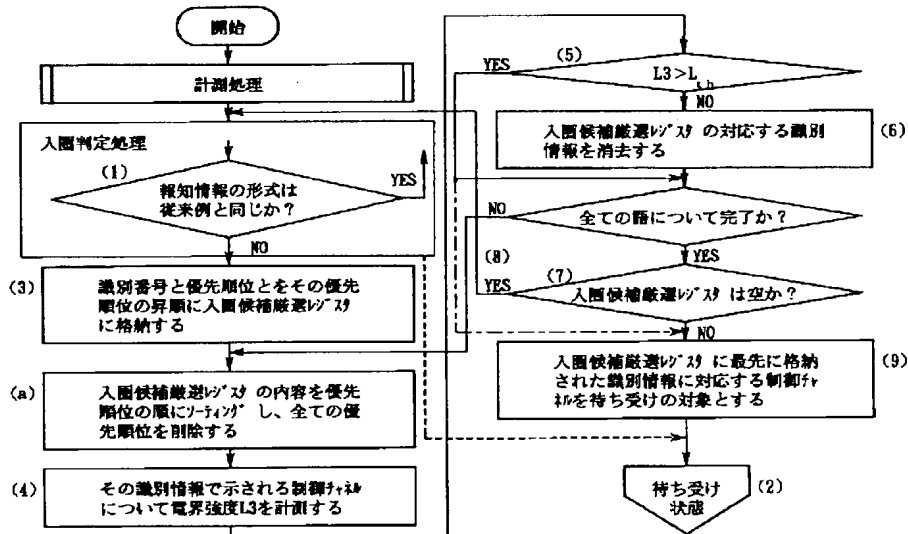 開始
計測処理
入圏判定処理
(1)
報知情報の形式は
従来例と同じか?
YES
NO
(3)
識別番号と優先順位とをその優先
順位の昇順に入圏候補厳選レジスタ
に格納する
(a)
入圏候補厳選レジスタ の内容を優先
順位の順にソーティング し、全ての優
先順位を削除する
(4)
その識別情報で示される制御チャネル
について電界強度L3を計測する
(5)
YES
L3>Lth
NO
入圏候補厳選レジスタ の対応する識別
情報を消去する
(6)
NO
全ての語について完了か?
YES
(8)
YES
(7)
入圏候補厳選レジスタ は空か?
NO
入圏候補厳選レジスタ に最先に格納
された識別情報に対応する制御チャ
ネルを待ち受けの対象とする
(9)
待ち受け
状態
(2)